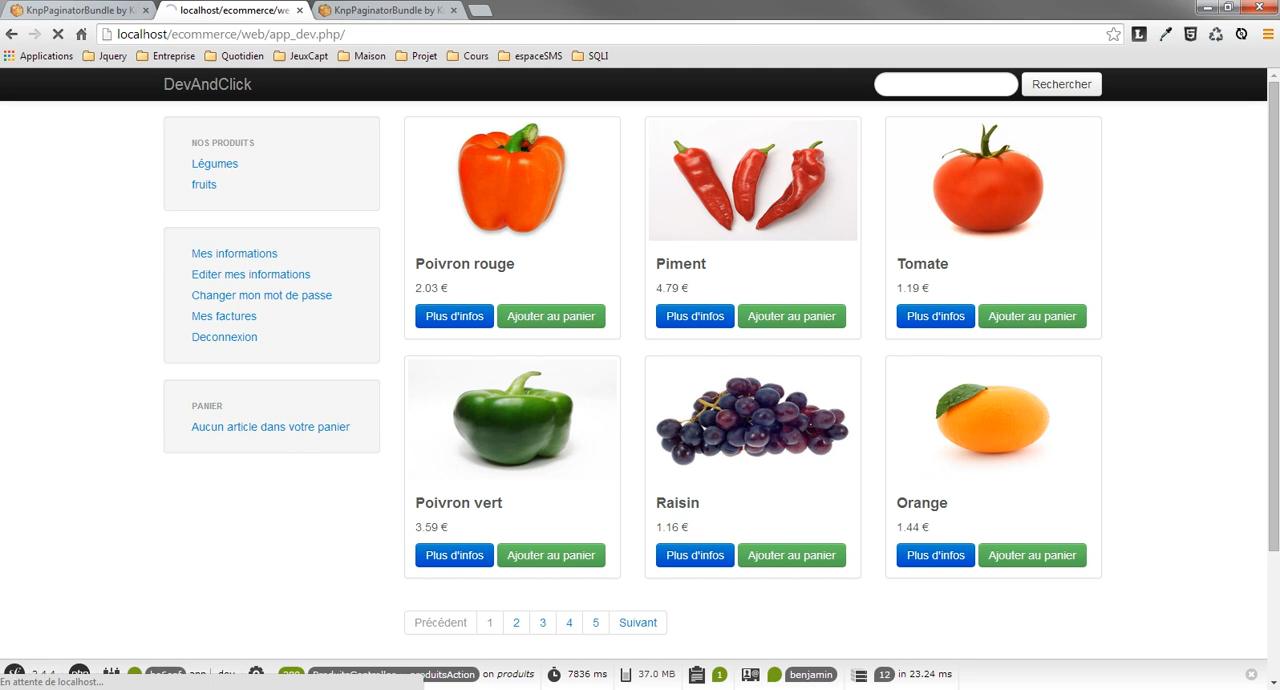 KnpPaginatorBundle by K
localhost/ecommerce/we
KnpPaginatorBundle by K
localhost/ecommerce/web/app_dev.php/
Applications
Jquery
Entreprise
Quotidien
JeuxCapt
Maison
Projet
Cours
espaceSMS
SQLI
DevAndClick
Rechercher
NOS PRODUITS
Légumes
fruits
Mes informations
Editer mes informations
Changer mon mot de passe
Mes factures
Deconnexion
PANIER
Aucun article dans votre panier
Poivron rouge
2.03 €
Plus d'infos Ajouter au panier
Piment
4.79 €
Plus d'infos Ajouter au panier
Tomate
1.19 €
Plus d'infos Ajouter au panier
Poivron vert
3.59 €
Plus d'infos Ajouter au panier
Raisin
1.16 €
Plus d'infos Ajouter au panier
Orange
1.44 €
Plus d'infos Ajouter au panier
Précédent 1 2 3 4 5 Suivant
on produits 7836 ms 37.0 MB 1 benjamin 12 in 23.24 ms
En attente de localhost...